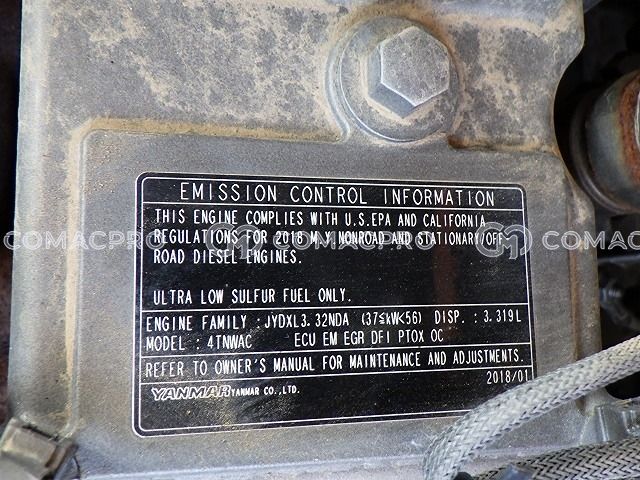 EMISSION CONTROL INFORMATION
THIS ENGINE COMPLIES WITH U.S.EPA AND CALIFORNIA
REGULATIONS FOR 2018 M.Y.NONROAD AND STATIONARY/OFF-
ROAD DIESEL ENGINES.
COMACPRO COMACPRO COMACPRO
ULTRA LOW SULFUR FUEL ONLY.
ENGINE FAMILY : JYDXL3.32NDA (37≦kW<56) DISP. : 3.319L
MODEL : 4TNWAC ECU EM EGR DFI PTOX OC
REFER TO OWNER'S MANUAL FOR MAINTENANCE AND ADJUSTMENTS.
YANMAR YANMAR CO.,LTD. 2018/01